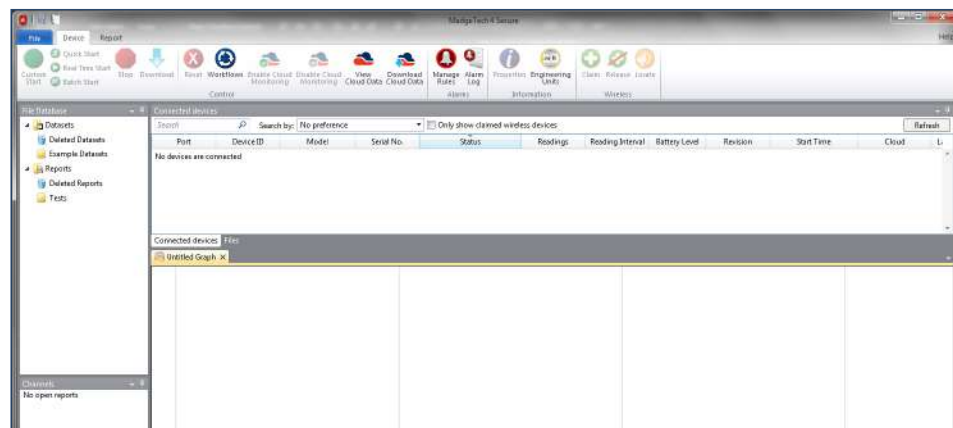 MadgeTech 4 Secure
File Device Report Help
Custom Start
Quick Start
Real Time Start
Batch Start
Stop
Download
Reset
Workflows
Enable Cloud Monitoring
Disable Cloud Monitoring
View Cloud Data
Download Cloud Data
Manage Rules
Alarm Log
Properties
Engineering Units
Claim
Release
Locate
Control Alarms Information Wireless
File Database
Connected devices
Datasets
Deleted Datasets
Example Datasets
Reports
Deleted Reports
Tests
Search
Search by: No preference
Only show claimed wireless devices
Refresh
Port Device ID Model Serial No. Status Readings Reading Interval Battery Level Revision Start Time Cloud
No devices are connected
Connected devices Files
Untitled Graph
Channels
No open reports